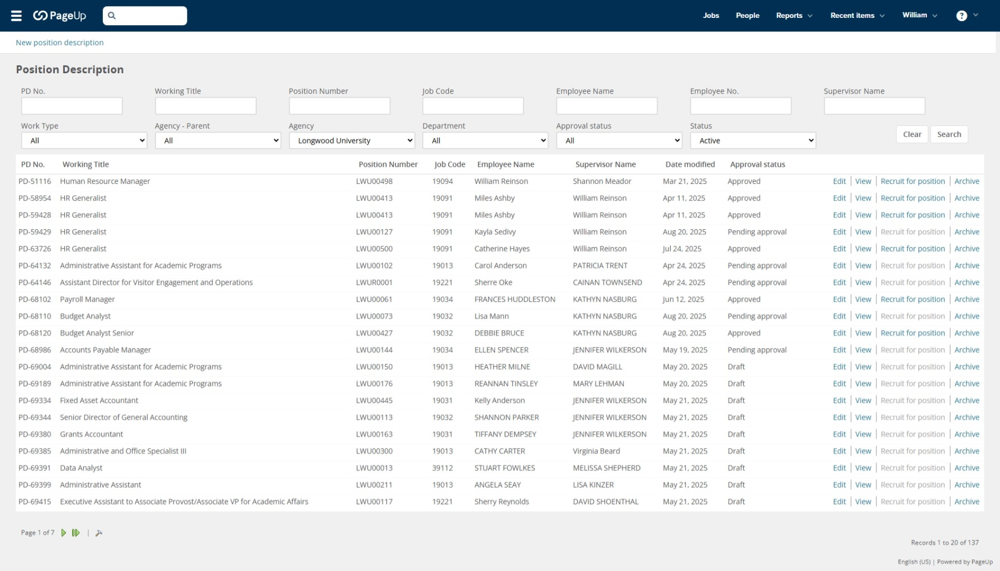 PageUp Jobs People Reports Recent items William ?
New position description
Position Description
PD No. Working Title Position Number Job Code Employee Name Employee No. Supervisor Name
Work Type Agency - Parent Agency Department Approval status Status
All All Longwood University All All Active Clear Search
PD No. Working Title Position Number Job Code Employee Name Supervisor Name Date modified Approval status
PD-51116 Human Resource Manager LWU00498 19094 William Reinson Shannon Meador Mar 21, 2025 Approved Edit | View | Recruit for position | Archive
PD-58954 HR Generalist LWU00413 19091 Miles Ashby William Reinson Apr 11, 2025 Approved Edit | View | Recruit for position | Archive
PD-59428 HR Generalist LWU00413 19091 Miles Ashby William Reinson Apr 11, 2025 Approved Edit | View | Recruit for position | Archive
PD-59429 HR Generalist LWU00127 19091 Kayla Sedivy William Reinson Aug 20, 2025 Pending approval Edit | View | Recruit for position | Archive
PD-63726 HR Generalist LWU00500 19091 Catherine Hayes William Reinson Jul 24, 2025 Approved Edit | View | Recruit for position | Archive
PD-64132 Administrative Assistant for Academic Programs LWU00102 19013 Carol Anderson PATRICIA TRENT Apr 24, 2025 Pending approval Edit | View | Recruit for position | Archive
PD-64146 Assistant Director for Visitor Engagement and Operations LWUR0001 19221 Sherre Oke CAINAN TOWNSEND Apr 24, 2025 Pending approval Edit | View | Recruit for position | Archive
PD-68102 Payroll Manager LWU00061 19034 FRANCES HUDDLESTON KATHYN NASBURG Jun 12, 2025 Approved Edit | View | Recruit for position | Archive
PD-68110 Budget Analyst LWU00073 19032 Lisa Mann KATHYN NASBURG Aug 20, 2025 Pending approval Edit | View | Recruit for position | Archive
PD-68120 Budget Analyst Senior LWU00427 19032 DEBBIE BRUCE KATHYN NASBURG Aug 20, 2025 Approved Edit | View | Recruit for position | Archive
PD-68986 Accounts Payable Manager LWU00144 19034 ELLEN SPENCER JENNIFER WILKERSON May 19, 2025 Pending approval Edit | View | Recruit for position | Archive
PD-69004 Administrative Assistant for Academic Programs LWU00150 19013 HEATHER MILNE DAVID MAGILL May 20, 2025 Draft Edit | View | Recruit for position | Archive
PD-69189 Administrative Assistant for Academic Programs LWU00176 19013 REANNAN TINSLEY MARY LEHMAN May 20, 2025 Draft Edit | View | Recruit for position | Archive
PD-69334 Fixed Asset Accountant LWU00445 19031 Kelly Anderson JENNIFER WILKERSON May 21, 2025 Draft Edit | View | Recruit for position | Archive
PD-69344 Senior Director of General Accounting LWU00113 19032 SHANNON PARKER JENNIFER WILKERSON May 21, 2025 Draft Edit | View | Recruit for position | Archive
PD-69380 Grants Accountant LWU00163 19031 TIFFANY DEMPSEY JENNIFER WILKERSON May 21, 2025 Draft Edit | View | Recruit for position | Archive
PD-69385 Administrative and Office Specialist III LWU00300 19013 CATHY CARTER Virginia Beard May 21, 2025 Draft Edit | View | Recruit for position | Archive
PD-69391 Data Analyst LWU00013 39112 STUART FOWLKES MELISSA SHEPHERD May 21, 2025 Draft Edit | View | Recruit for position | Archive
PD-69399 Administrative Assistant LWU00211 19013 ANGELA SEAY LISA KINZER May 21, 2025 Draft Edit | View | Recruit for position | Archive
PD-69415 Executive Assistant to Associate Provost/Associate VP for Academic Affairs LWU00117 19221 Sherry Reynolds DAVID SHOENTHAL May 21, 2025 Draft Edit | View | Recruit for position | Archive
Page 1 of 7 |
Records 1 to 20 of 137
English (US) | Powered by PageUp